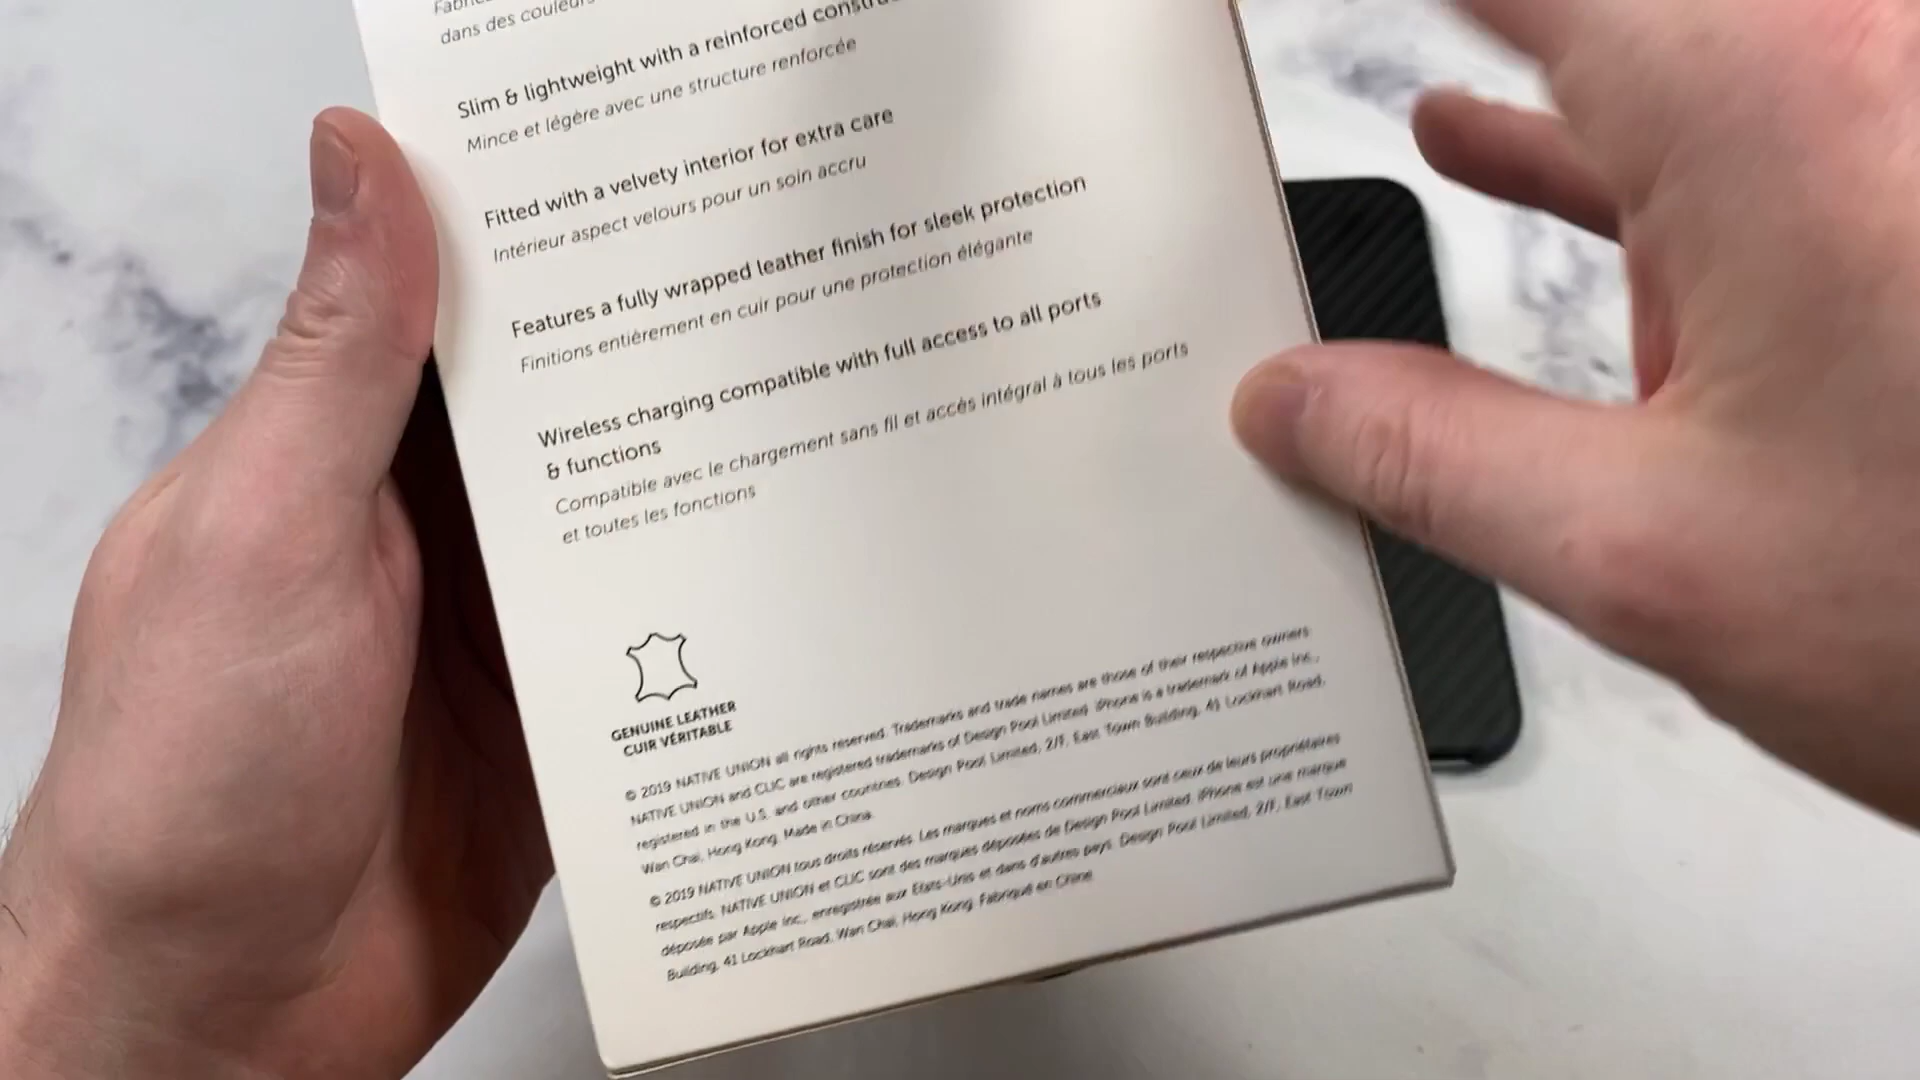 dans des couleurs
Slim & lightweight with a reinforced
Mince et légère avec une structure renforcée
Fitted with a velvety interior for extra care
Intérieur aspect velours pour un soin accru
Features a fully wrapped leather finish for sleek protection
Finitions entièrement en cuir pour une protection élégante
Wireless charging compatible with full access to all ports
& functions
Compatible avec le chargement sans fil et accès intégral à tous les ports
et toutes les fonctions
GENUINE LEATHER
CUIR VÉRITABLE
© 2019 NATIVE UNION all rights reserved. Trademarks and trade names are those of their respective owners.
NATIVE UNION and CLIC are registered trademarks of Design Pool Limited. iPhone is a trademark of Apple Inc.,
registered in the U.S. and other countries. Design Pool Limited, 2/F, East Town Building, 41 Lockhart Road,
Wan Chai, Hong Kong. Made in China.
© 2019 NATIVE UNION tous droits réservés. Les marques et noms commerciaux sont ceux de leurs propriétaires
respectifs. NATIVE UNION et CLIC sont des marques déposées de Design Pool Limited. iPhone est une marque
déposée par Apple Inc., enregistrée aux Etats-Unis et dans d'autres pays. Design Pool Limited, 2/F, East Town
Building, 41 Lockhart Road, Wan Chai, Hong Kong. Fabriqué en Chine.